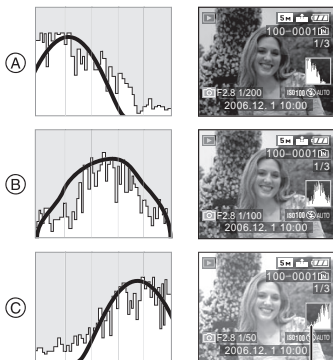 A
5M
100-0001
1/3
F2.8 1/200
ISO100
AUTO
2006.12. 1 10:00
B
5M
100-0001
1/3
F2.8 1/100
ISO100
AUTO
2006.12. 1 10:00
C
5M
100-0001
1/3
F2.8 1/50
ISO100
AUTO
2006.12. 1 10:00